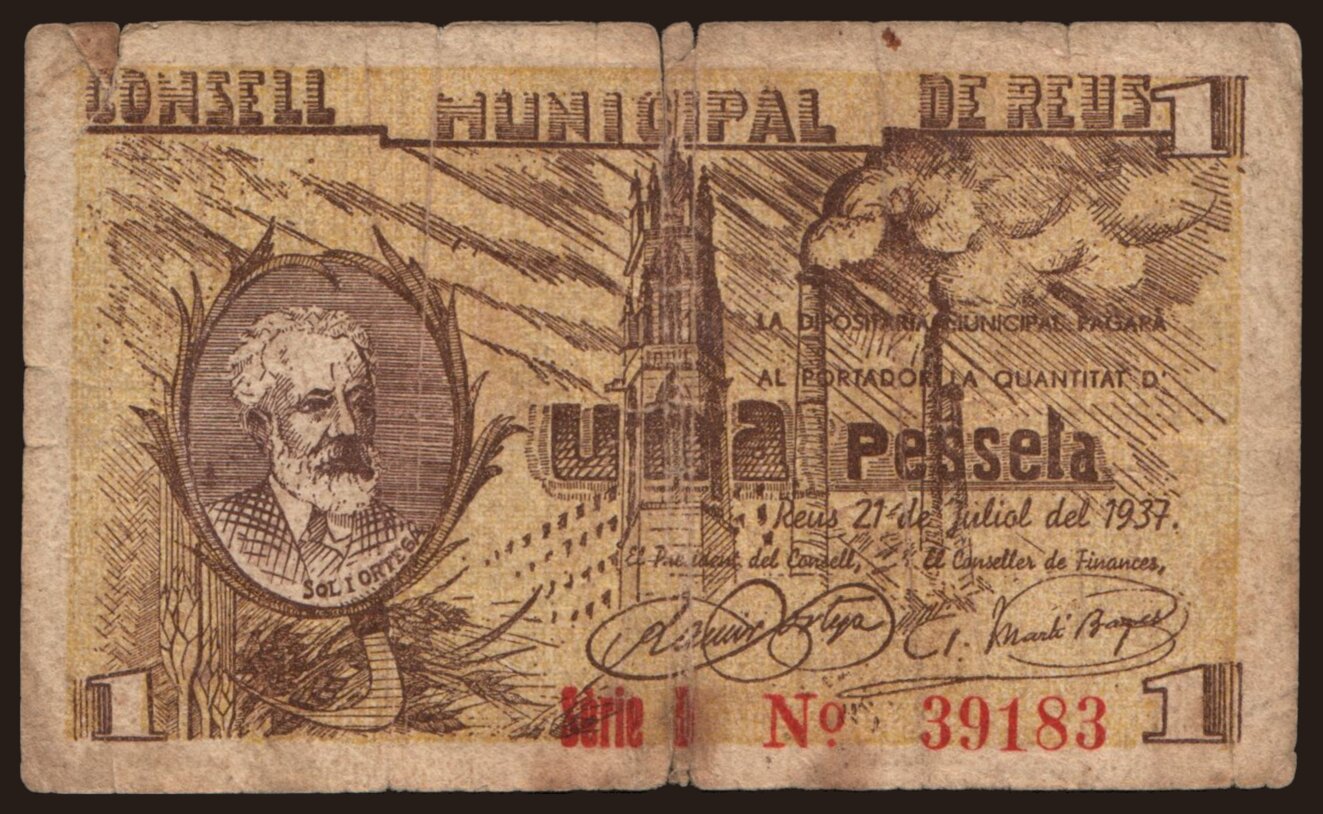 CONSELL MUNICIPAL DE REUS 1
LA DIPOSITARIA MUNICIPAL PAGARÀ
AL PORTADOR LA QUANTITAT D'
una pesseta
Reus 21 de juliol del 1937.
El President del Consell, El Conseller de Finances,
SOL I ORTEGA
1 Sèrie Nº 39183 1